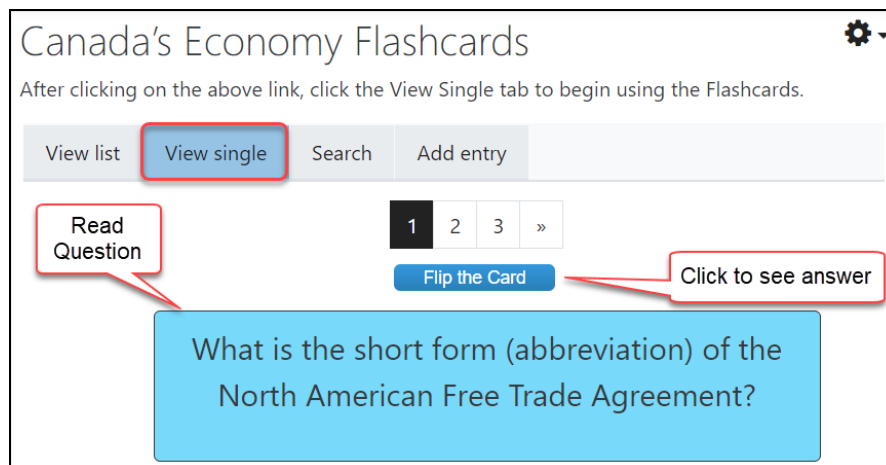 Canada's Economy Flashcards
After clicking on the above link, click the View Single tab to begin using the Flashcards.
View list View single Search Add entry
Read
Question
1 2 3 »
Flip the Card
Click to see answer
What is the short form (abbreviation) of the
North American Free Trade Agreement?